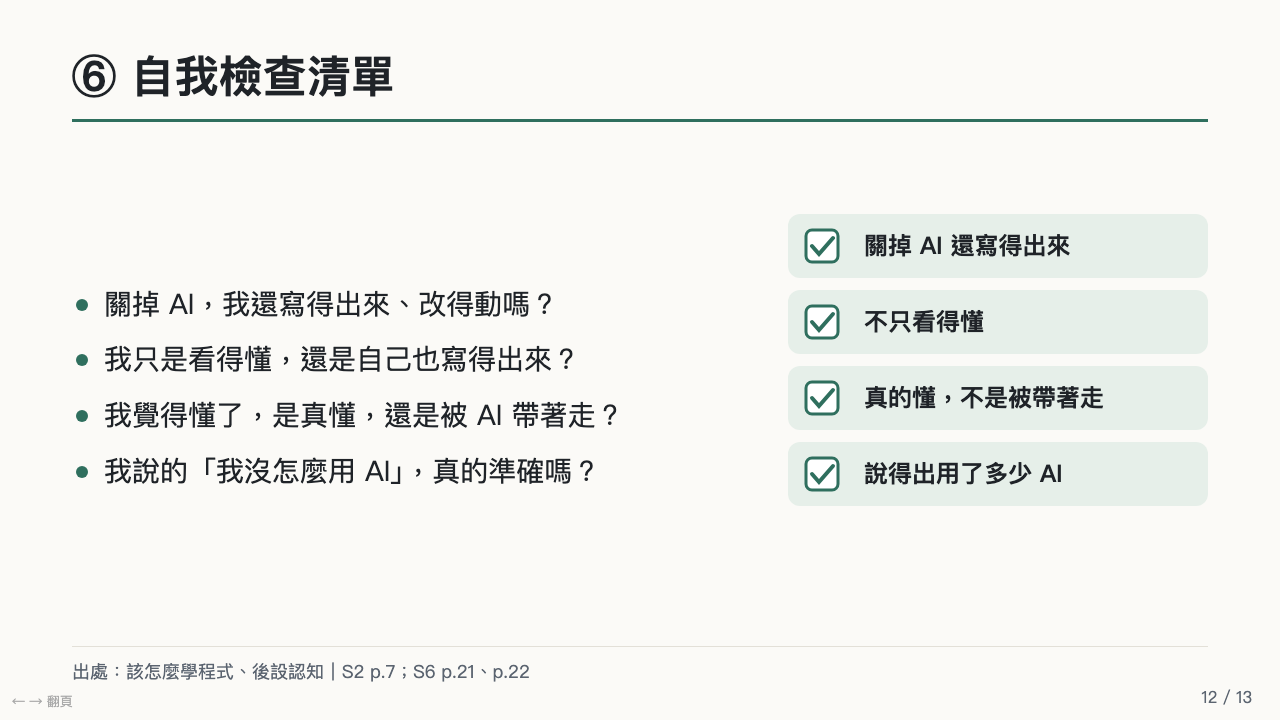 ⑥ 自我檢查清單
關掉 AI，我還寫得出來、改得動嗎？
我只是看得懂，還是自己也寫得出來？
我覺得懂了，是真懂，還是被 AI 帶著走？
我說的「我沒怎麼用 AI」，真的準確嗎？
關掉 AI 還寫得出來
不只看得懂
真的懂，不是被帶著走
說得出用了多少 AI
出處：該怎麼學程式、後設認知｜S2 p.7；S6 p.21、p.22
←→ 翻頁
12 / 13